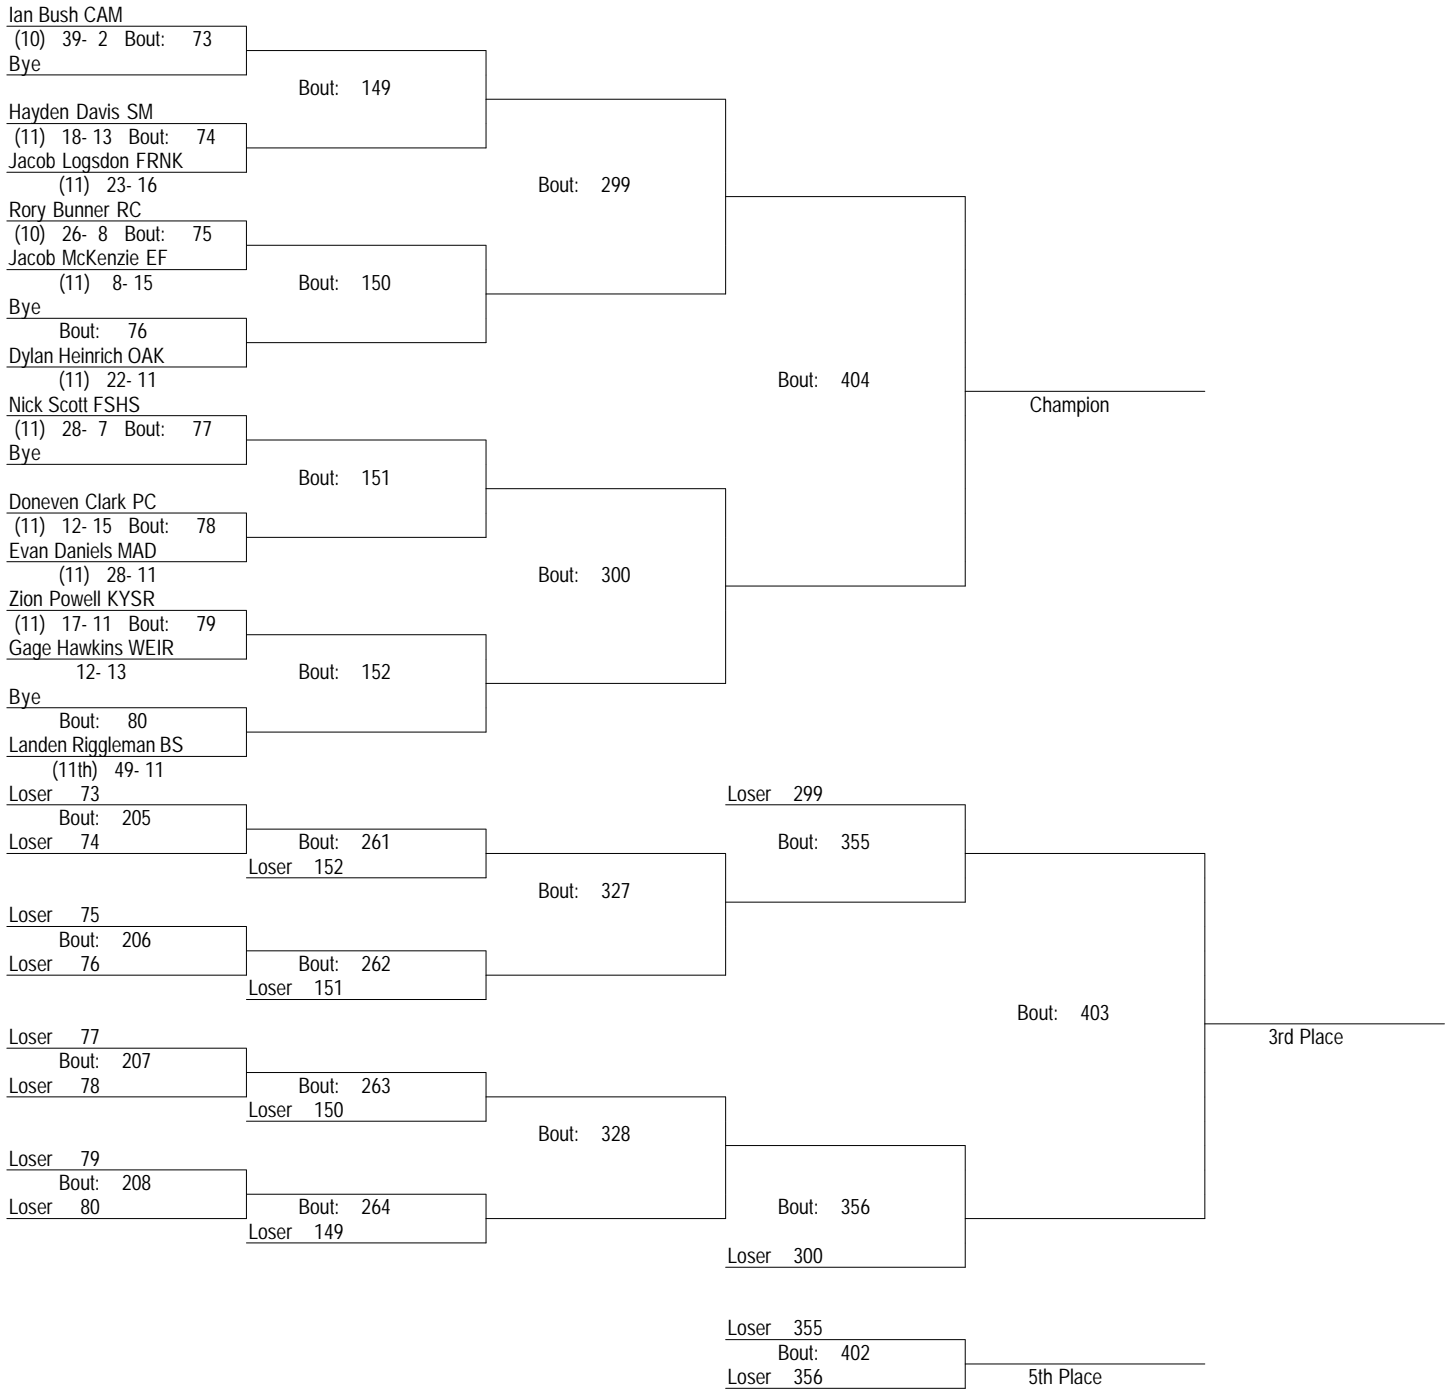 Ian Bush CAM
(10) 39- 2 Bout: 73
Bye
Bout: 149
Hayden Davis SM
(11) 18- 13 Bout: 74
Jacob Logsdon FRNK
(11) 23- 16
Bout: 299
Rory Bunner RC
(10) 26- 8 Bout: 75
Jacob McKenzie EF
(11) 8- 15
Bout: 150
Bye
Bout: 76
Dylan Heinrich OAK
(11) 22- 11
Bout: 404
Champion
Nick Scott FSHS
(11) 28- 7 Bout: 77
Bye
Bout: 151
Doneven Clark PC
(11) 12- 15 Bout: 78
Evan Daniels MAD
(11) 28- 11
Bout: 300
Zion Powell KYSR
(11) 17- 11 Bout: 79
Gage Hawkins WEIR
12- 13
Bout: 152
Bye
Bout: 80
Landen Riggleman BS
(11th) 49- 11
Loser 73
Bout: 205
Loser 74
Bout: 261
Loser 152
Loser 299
Bout: 355
Bout: 327
Loser 75
Bout: 206
Loser 76
Bout: 262
Loser 151
Bout: 403
3rd Place
Loser 77
Bout: 207
Loser 78
Bout: 263
Loser 150
Bout: 328
Loser 79
Bout: 208
Loser 80
Bout: 264
Loser 149
Bout: 356
Loser 300
Loser 355
Bout: 402
Loser 356
5th Place